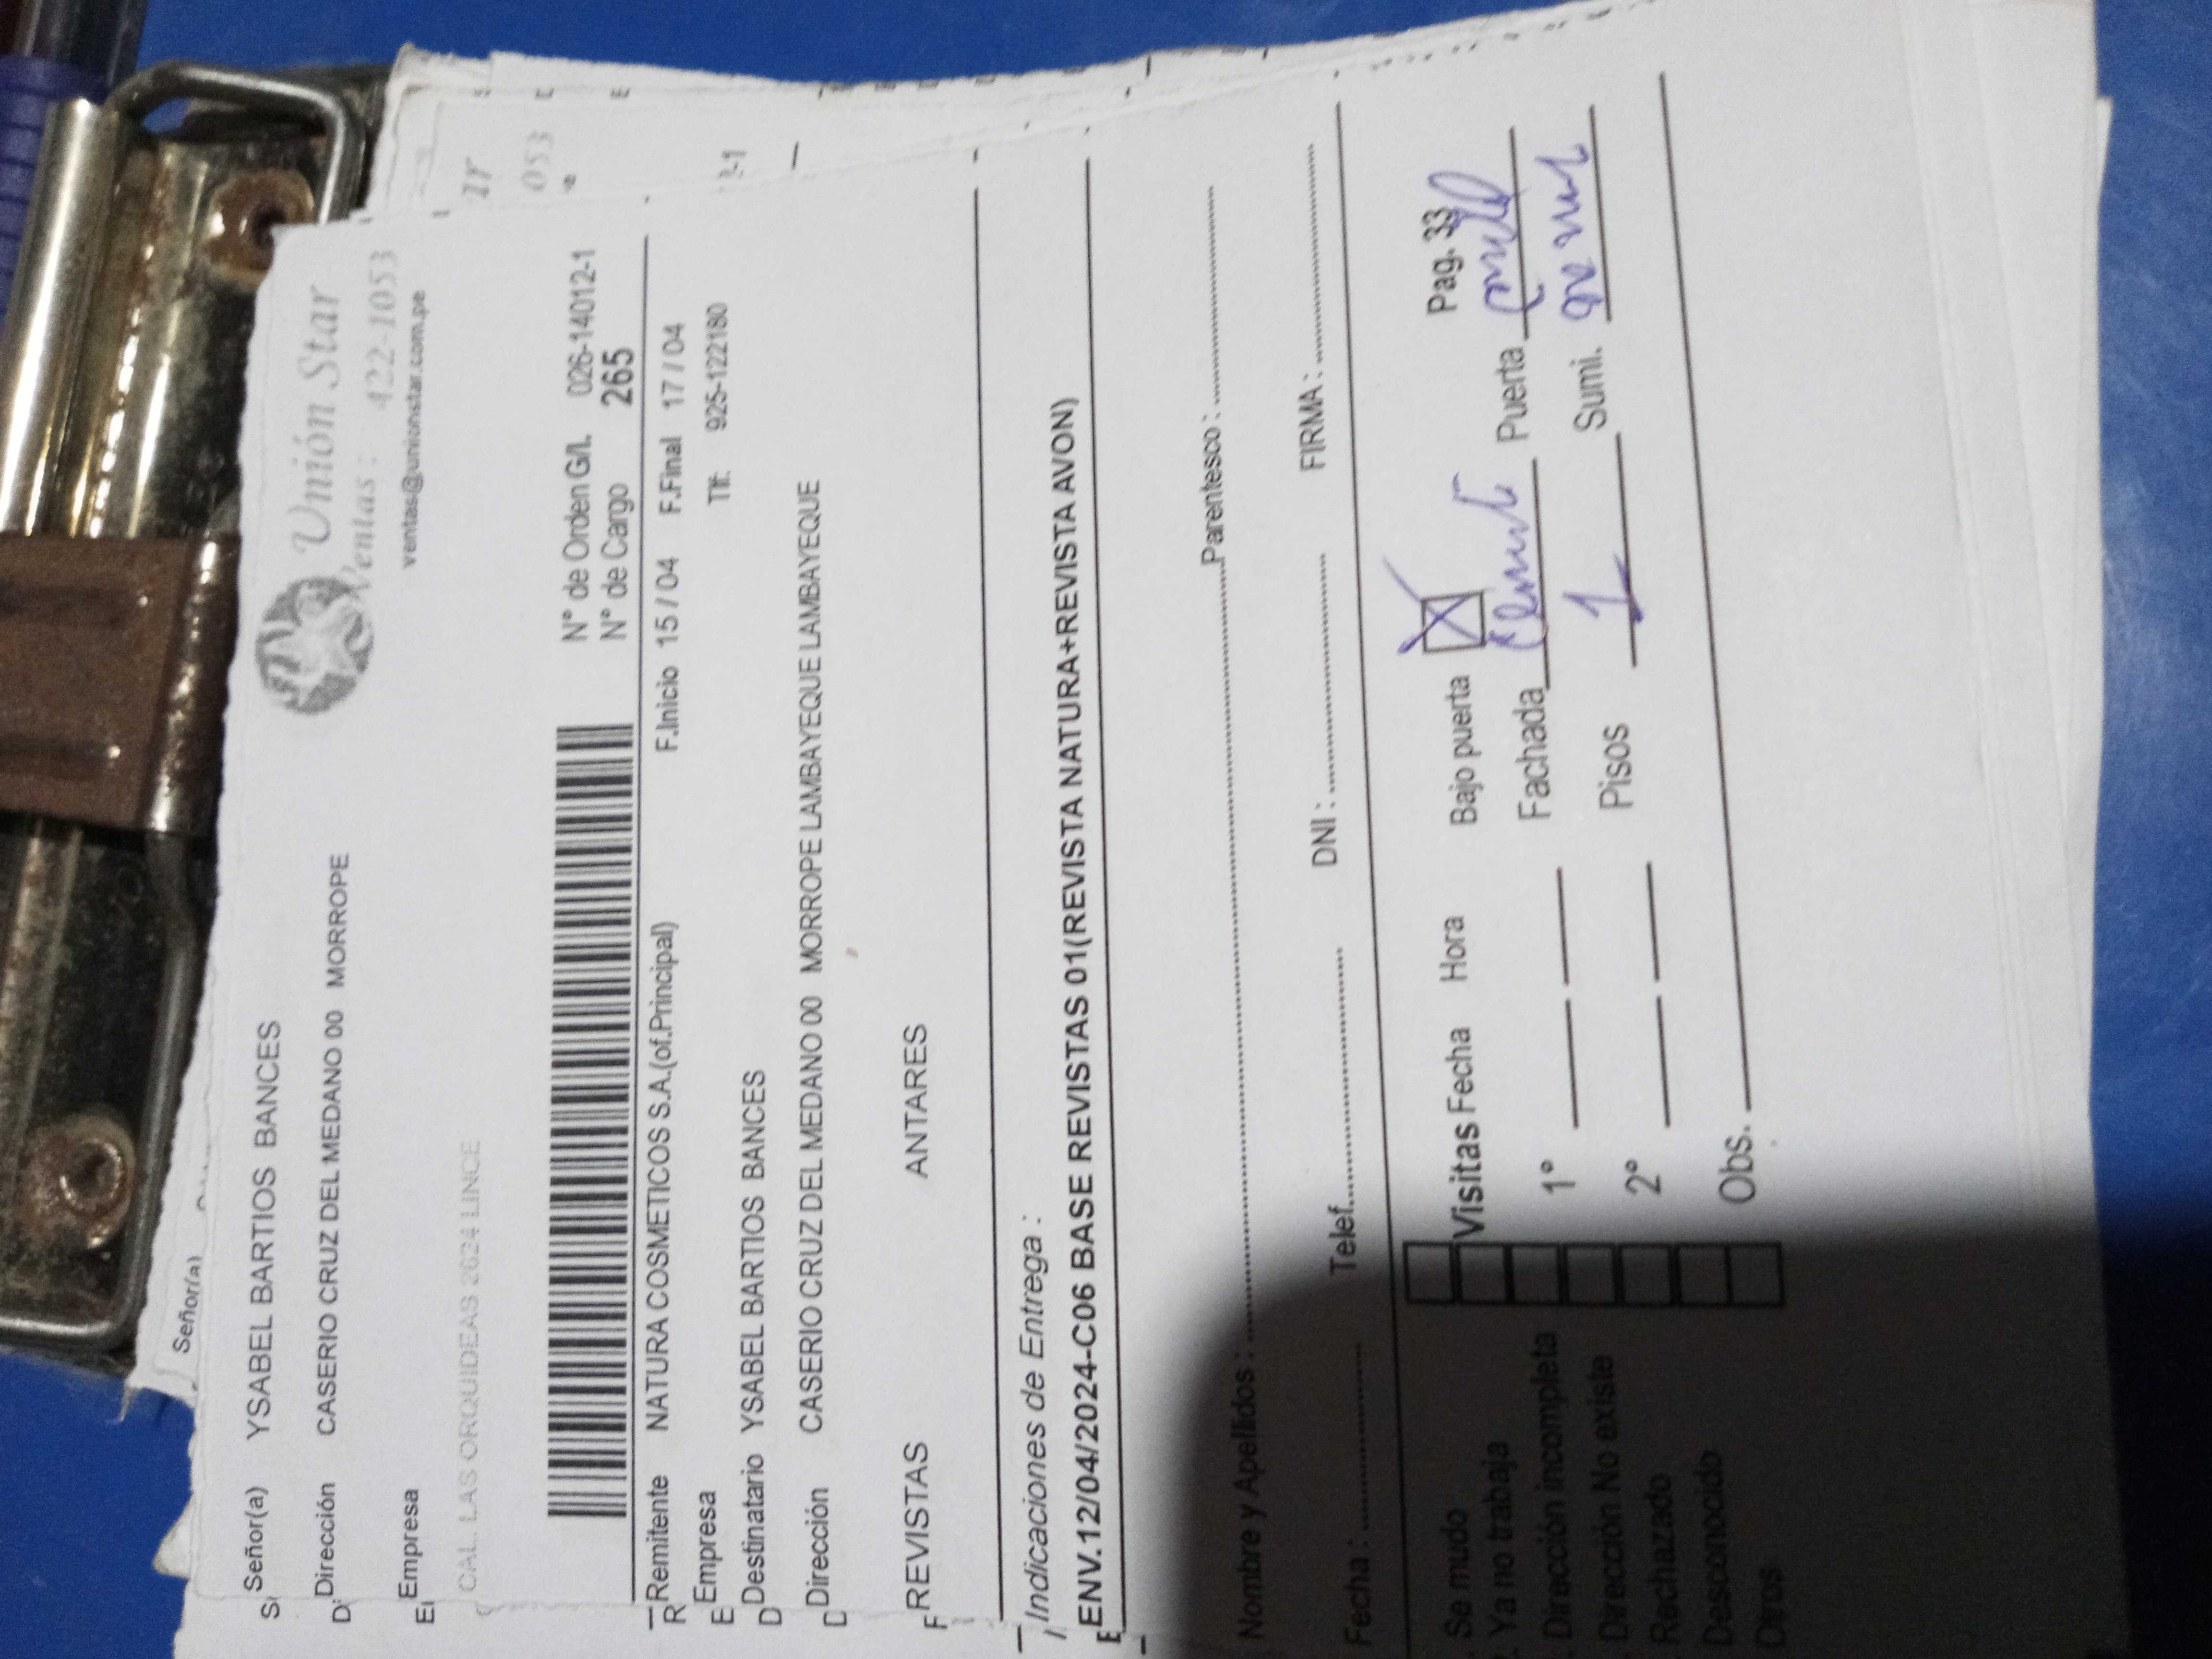 Señor(a)
Señor(a) YSABEL BARTIOS BANCES
Unión Star
Dirección CASERIO CRUZ DEL MEDANO 00 MORROPE
Ventas : 422-1053
ventas@unionstar.com.pe
Empresa
CAL. LAS ORQUIDEAS 2624 LINCE
053
N° de Orden G/L 026-14012-1
N° de Cargo 265
Remitente NATURA COSMETICOS S.A.(of.Principal)
F.Inicio 15 / 04 F.Final 17 / 04
Empresa
Tlf: 925-122180
Destinatario YSABEL BARTIOS BANCES
Dirección CASERIO CRUZ DEL MEDANO 00 MORROPE LAMBAYEQUE LAMBAYEQUE
REVISTAS ANTARES
Indicaciones de Entrega :
ENV.12/04/2024-C06 BASE REVISTAS 01(REVISTA NATURA+REVISTA AVON)
Nombre y Apellidos : Parentesco :
Fecha : Telef. DNI : FIRMA :
Se mudo
Ya no trabaja
Dirección incompleta
Dirección No existe
Rechazado
Desconocido
Otros
Visitas Fecha Hora Bajo puerta X Pag. 33
1° Fachada Puerta
2° Pisos 1 Sumi.
Obs.